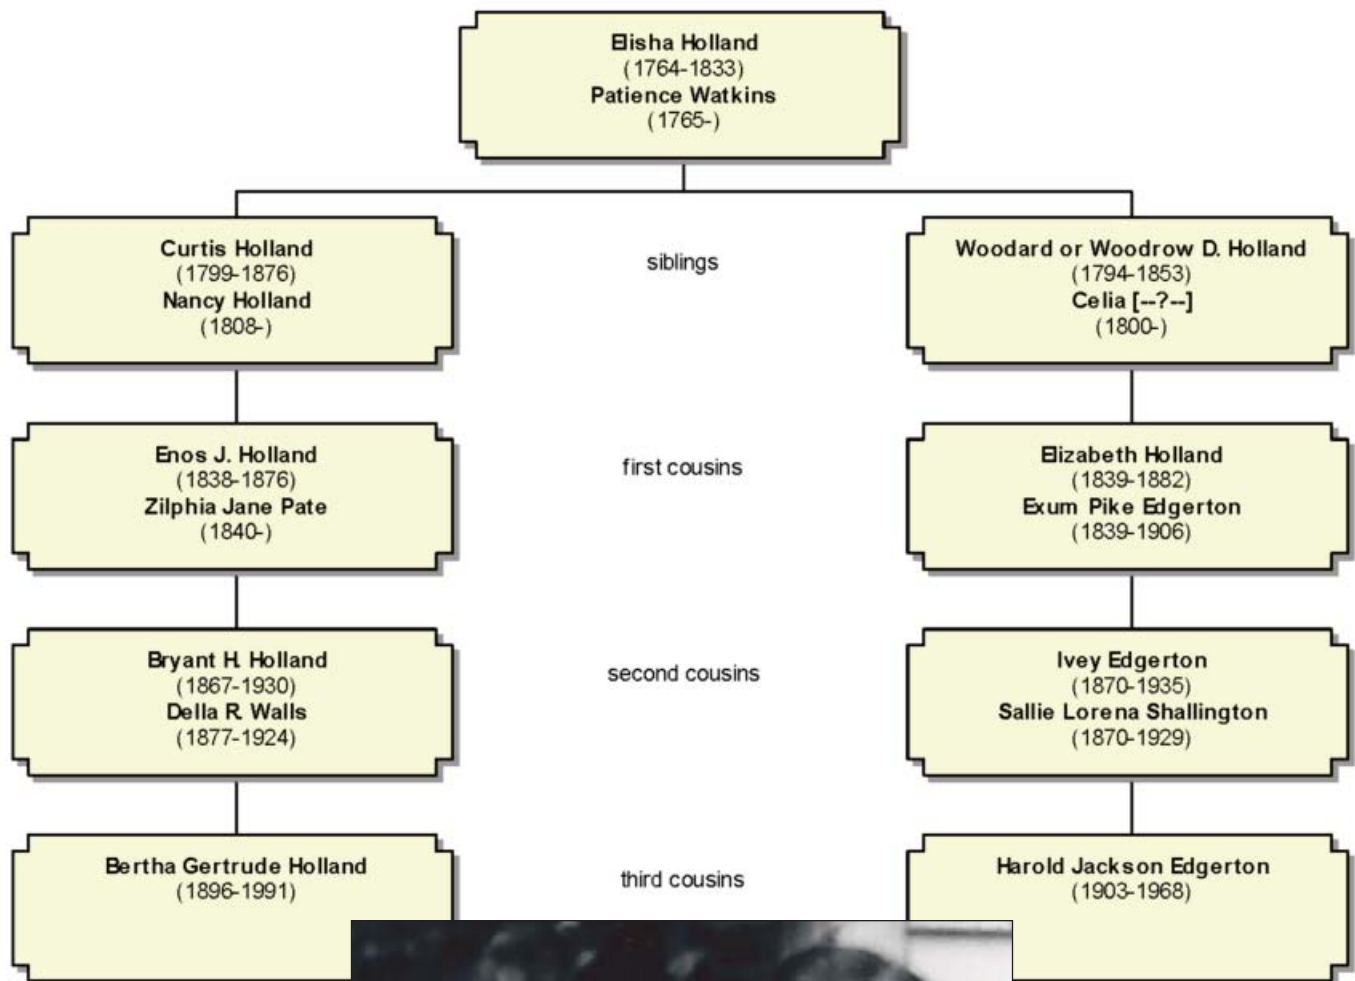 Elisha Holland
(1764-1833)
Patience Watkins
(1765-)
Curtis Holland
(1799-1876)
Nancy Holland
(1808-)
siblings
Woodard or Woodrow D. Holland
(1794-1853)
Celia [--?--]
(1800-)
Enos J. Holland
(1838-1876)
Zilphia Jane Pate
(1840-)
first cousins
Elizabeth Holland
(1839-1882)
Exum Pike Edgerton
(1839-1906)
Bryant H. Holland
(1867-1930)
Della R. Walls
(1877-1924)
second cousins
Ivey Edgerton
(1870-1935)
Sallie Lorena Shallington
(1870-1929)
Bertha Gertrude Holland
(1896-1991)
third cousins
Harold Jackson Edgerton
(1903-1968)